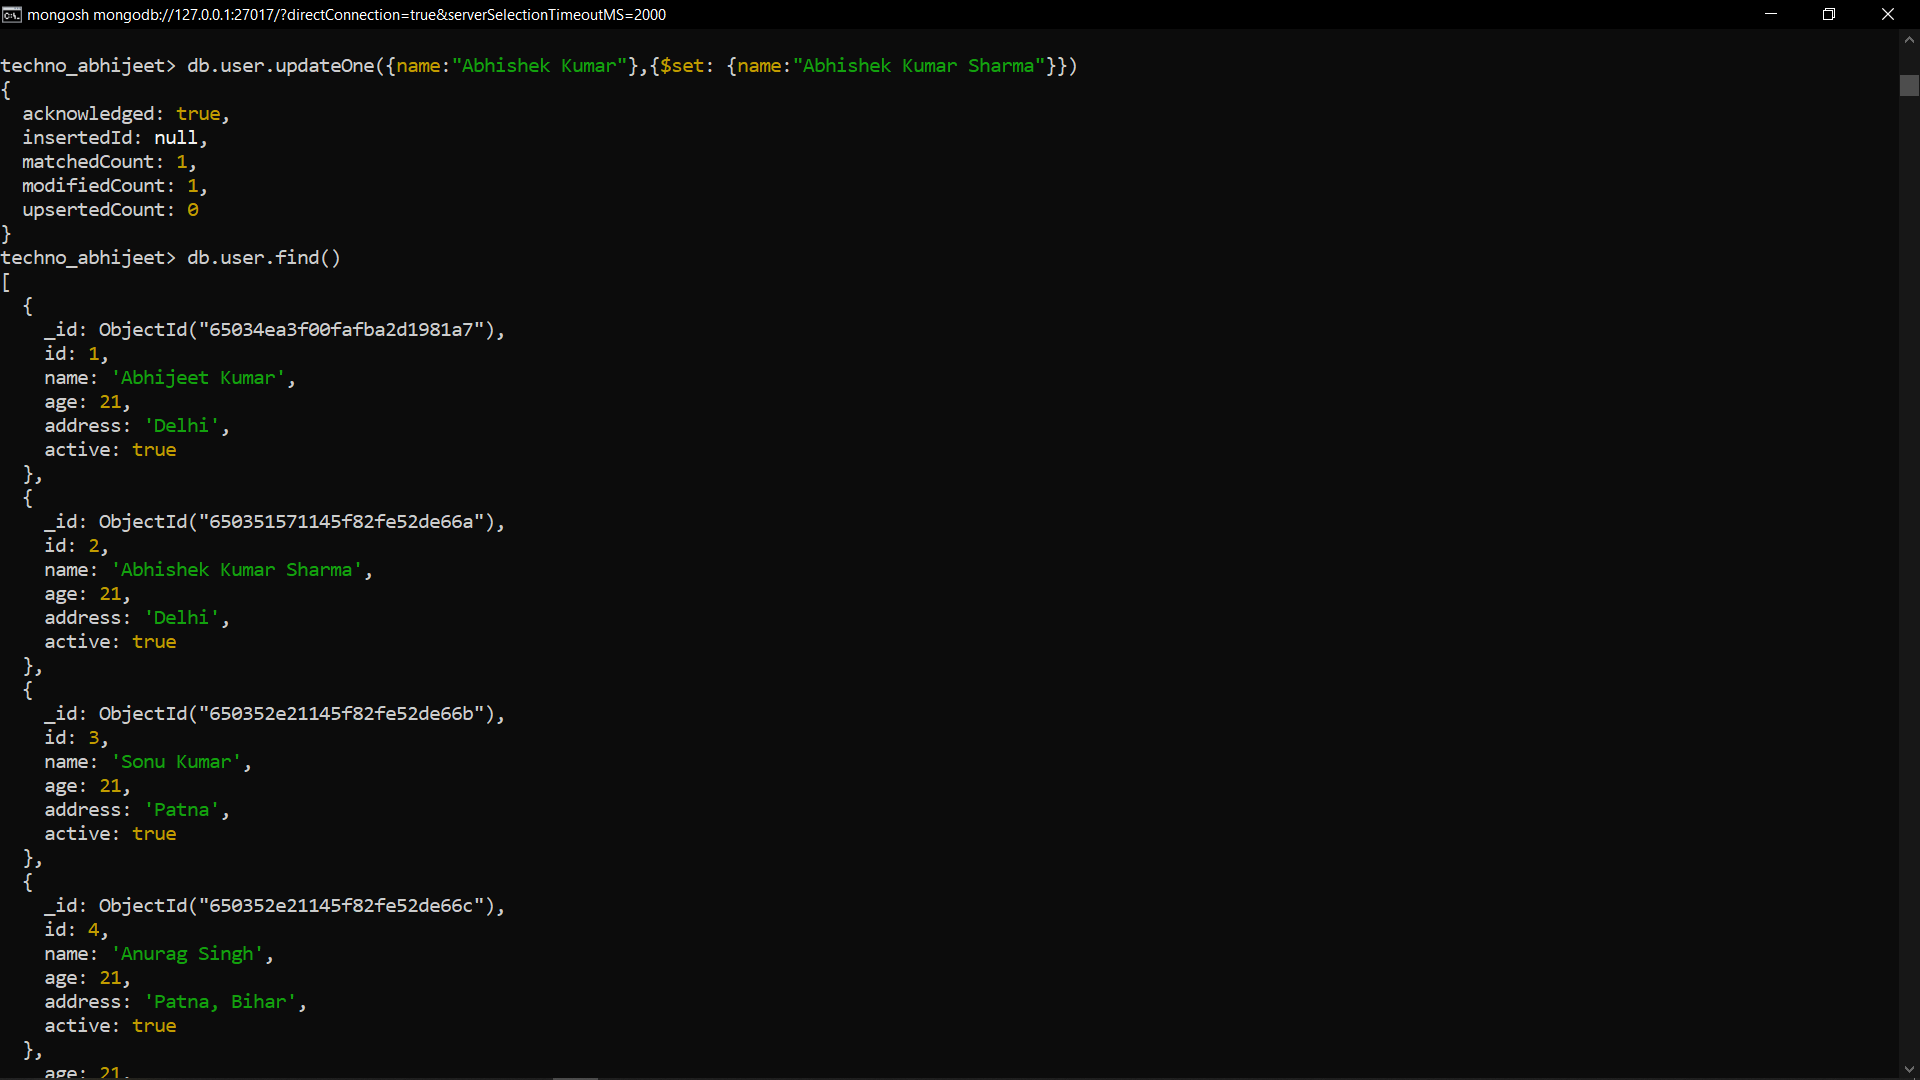 mongosh mongodb://127.0.0.1:27017/?directConnection=true&serverSelectionTimeoutMS=2000
techno_abhijeet> db.user.updateOne({name:"Abhishek Kumar"},{$set: {name:"Abhishek Kumar Sharma"}})
{
  acknowledged: true,
  insertedId: null,
  matchedCount: 1,
  modifiedCount: 1,
  upsertedCount: 0
}
techno_abhijeet> db.user.find()
[
  {
    _id: ObjectId("65034ea3f00fafba2d1981a7"),
    id: 1,
    name: 'Abhijeet Kumar',
    age: 21,
    address: 'Delhi',
    active: true
  },
  {
    _id: ObjectId("650351571145f82fe52de66a"),
    id: 2,
    name: 'Abhishek Kumar Sharma',
    age: 21,
    address: 'Delhi',
    active: true
  },
  {
    _id: ObjectId("650352e21145f82fe52de66b"),
    id: 3,
    name: 'Sonu Kumar',
    age: 21,
    address: 'Patna',
    active: true
  },
  {
    _id: ObjectId("650352e21145f82fe52de66c"),
    id: 4,
    name: 'Anurag Singh',
    age: 21,
    address: 'Patna, Bihar',
    active: true
  },
    age: 21,